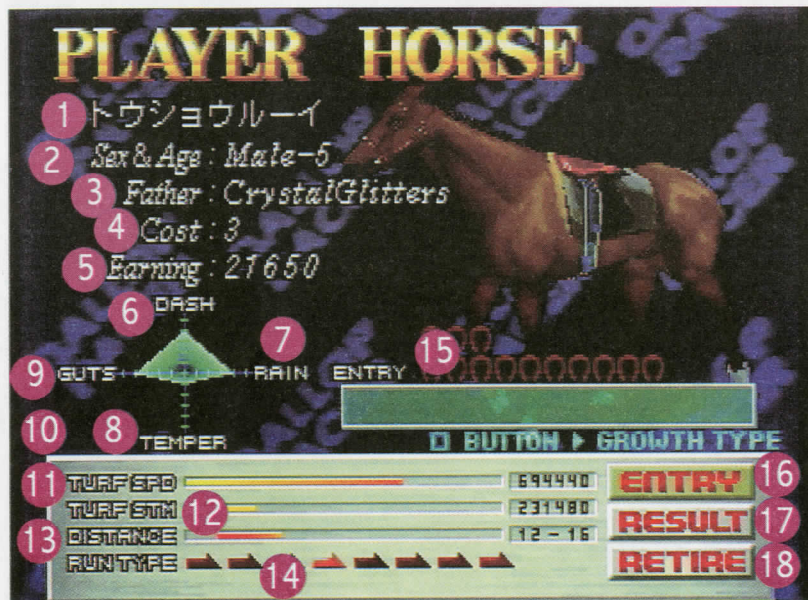 PLAYER HORSE
1 トウショウルーイ
2 Sex & Age : Male-5
3 Father : CrystalGlitters
4 Cost : 3
5 Earning : 21650
6 DASH
7 RAIN
9 GUTS
8 TEMPER
10
15 ENTRY
□ BUTTON ▶ GROWTH TYPE
11 TURF SPD 694440
12 TURF STM 231480
13 DISTANCE 12 - 16
14 RUN TYPE
16 ENTRY
17 RESULT
18 RETIRE